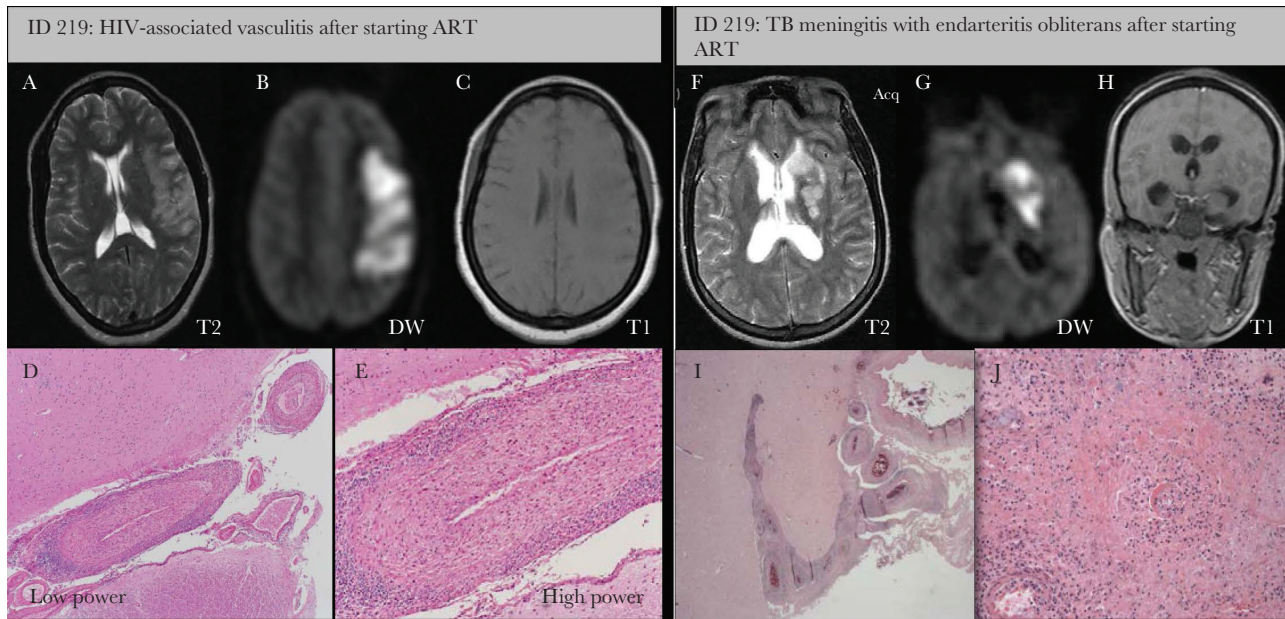 ID 219: HIV-associated vasculitis after starting ART
ID 219: TB meningitis with endarteritis obliterans after starting
ART
A
B
C
T2
DW
T1
F
Acq
G
H
T2
DW
T1
D
Low power
E
High power
I
J